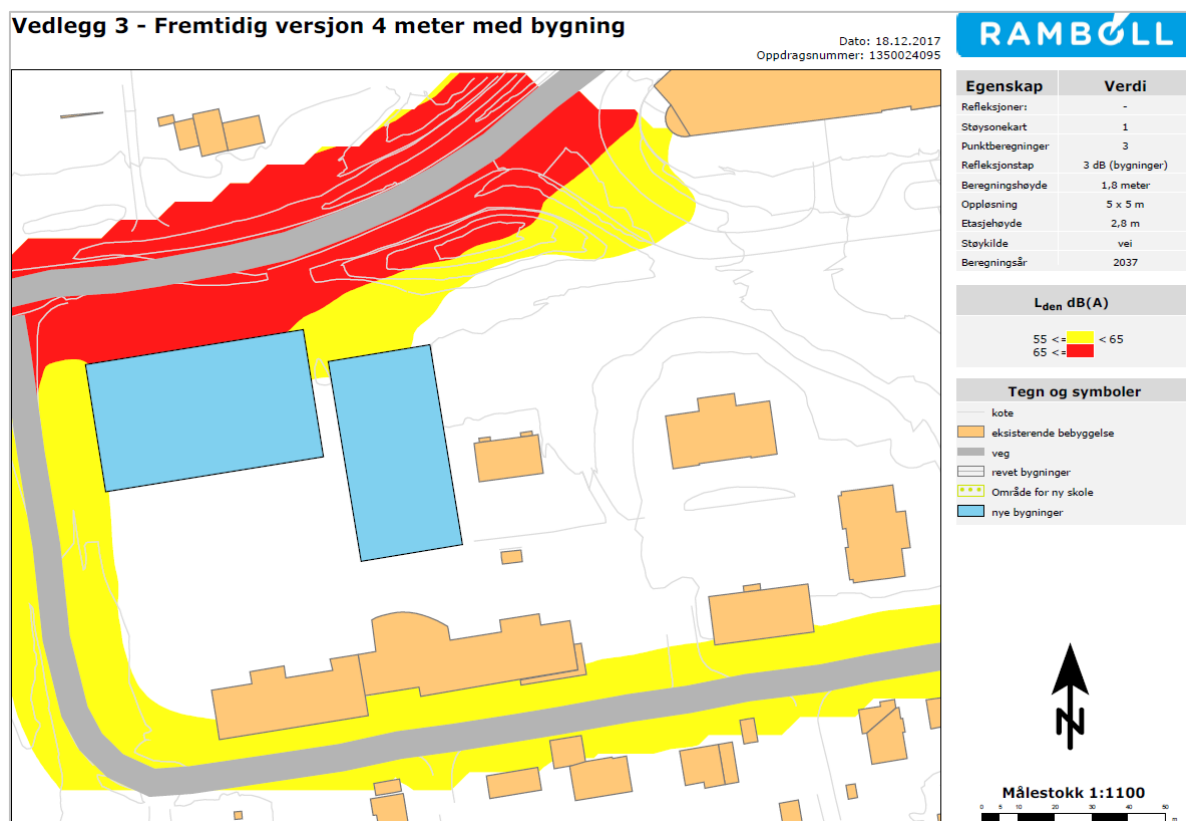 Vedlegg 3 - Fremtidig versjon 4 meter med bygning
Dato: 18.12.2017
Oppdragsnummer: 1350024095
RAMBOLL
Egenskap Verdi
Refleksjoner: -
Støysonekart 1
Punktberegninger 3
Refleksjonstap 3 dB (bygninger)
Beregningshøyde 1,8 meter
Oppløsning 5 x 5 m
Etasjehøyde 2,8 m
Støykilde vei
Beregningsår 2037
Lden dB(A)
55 <= < 65
65 <=
Tegn og symboler
kote
eksisterende bebyggelse
veg
revet bygninger
Område for ny skole
nye bygninger
N
Målestokk 1:1100
0 5 10 20 30 40 50
m